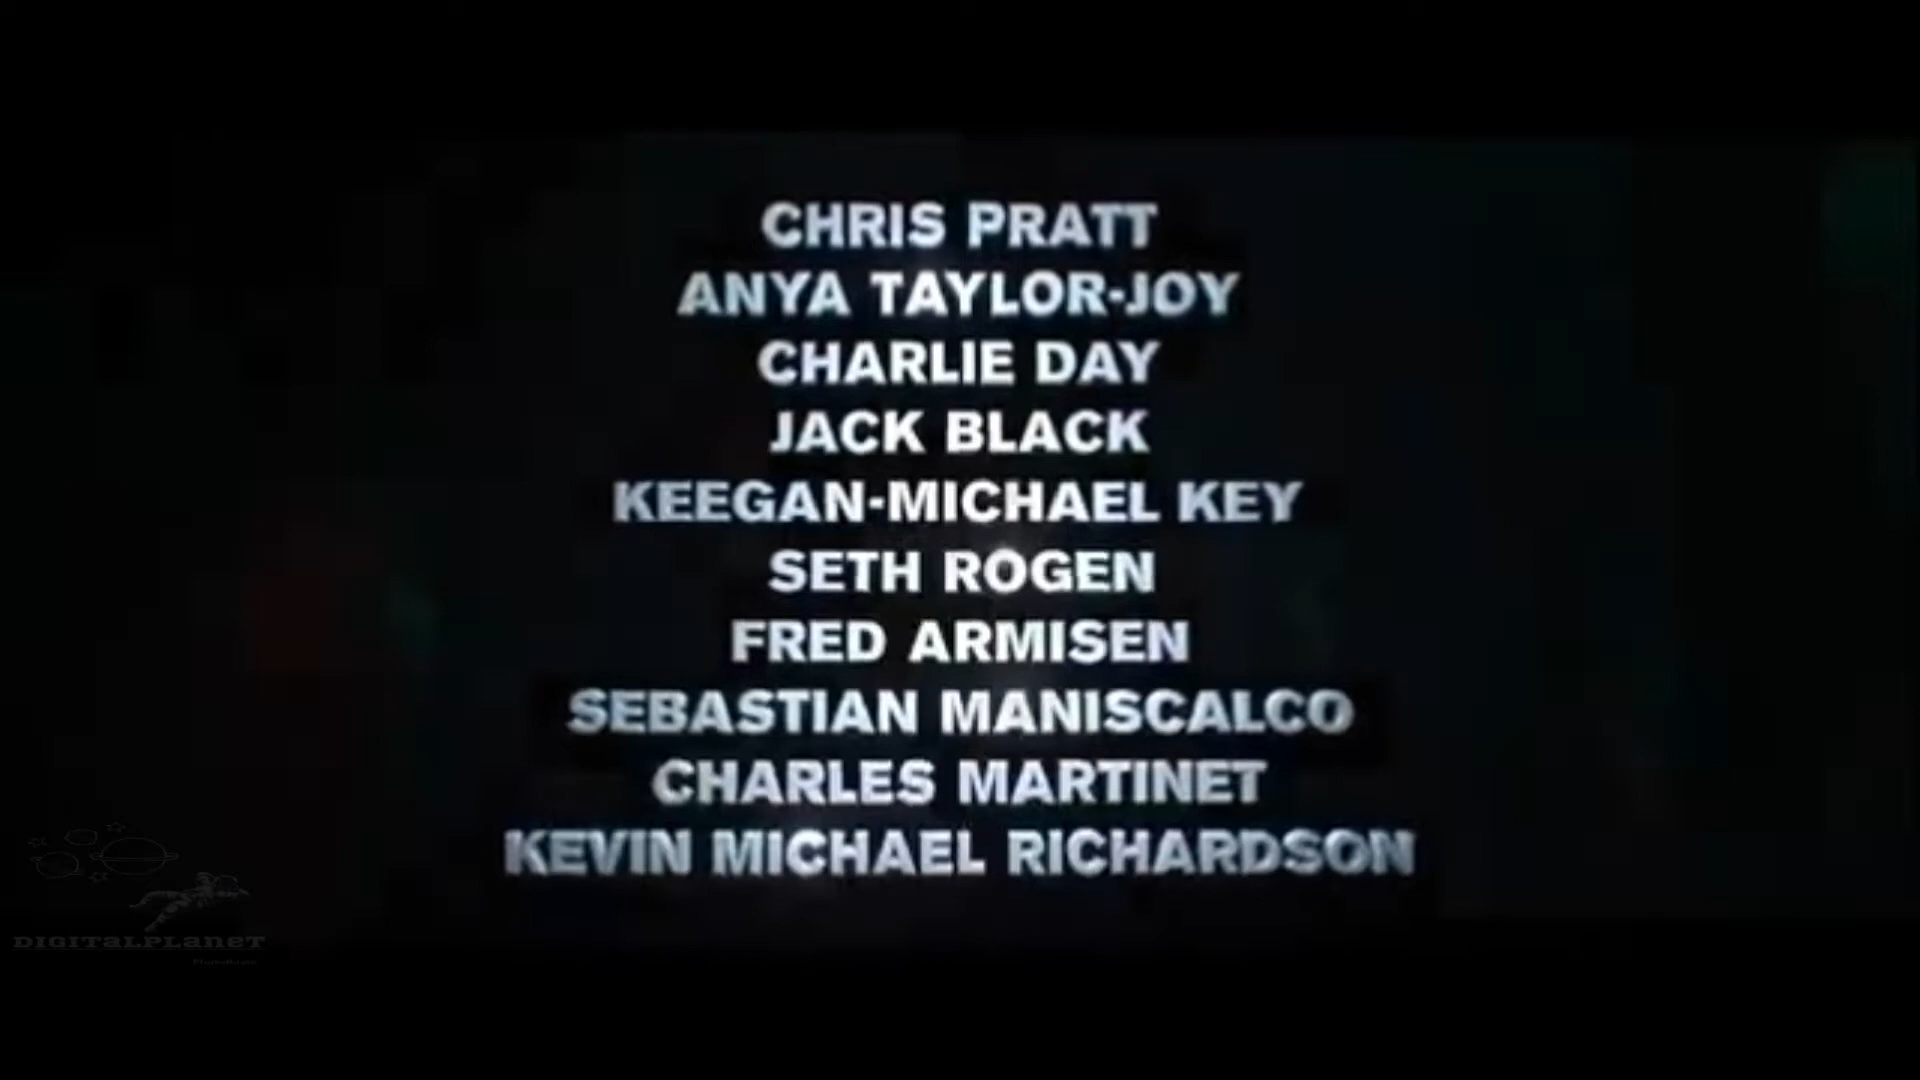 CHRIS PRATT
ANYA TAYLOR-JOY
CHARLIE DAY
JACK BLACK
KEEGAN-MICHAEL KEY
SETH ROGEN
FRED ARMISEN
SEBASTIAN MANISCALCO
CHARLES MARTINET
KEVIN MICHAEL RICHARDSON
DIGITALPLANET